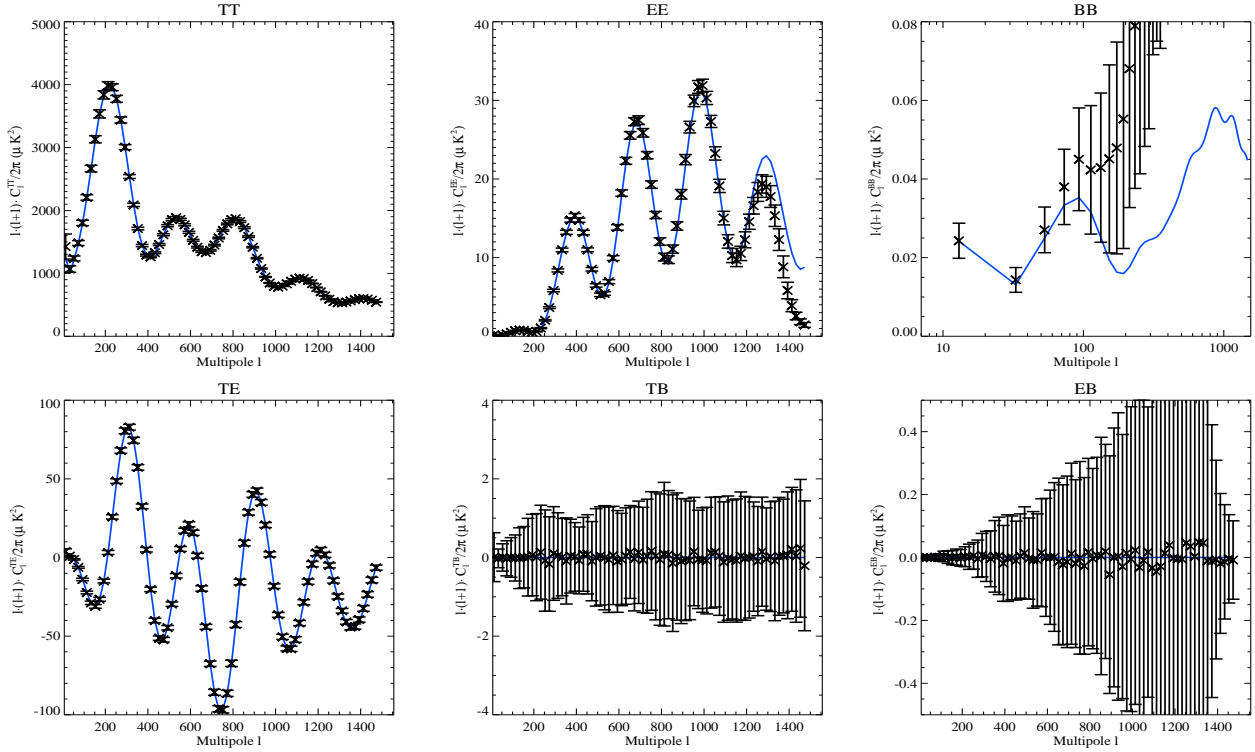 TT
5000
4000
3000
2000
1000
0
l·(l+1)· C_l^TT/2π (μ K²)
200 400 600 800 1000 1200 1400
Multipole l
EE
40
30
20
10
0
l·(l+1)· C_l^EE/2π (μ K²)
200 400 600 800 1000 1200 1400
Multipole l
BB
0.08
0.06
0.04
0.02
0.00
l·(l+1)· C_l^BB/2π (μ K²)
10 100 1000
Multipole l
TE
100
50
0
-50
-100
l·(l+1)· C_l^TE/2π (μ K²)
200 400 600 800 1000 1200 1400
Multipole l
TB
4
2
0
-2
-4
l·(l+1)· C_l^TB/2π (μ K²)
200 400 600 800 1000 1200 1400
Multipole l
EB
0.4
0.2
0.0
-0.2
-0.4
l·(l+1)· C_l^EB/2π (μ K²)
200 400 600 800 1000 1200 1400
Multipole l